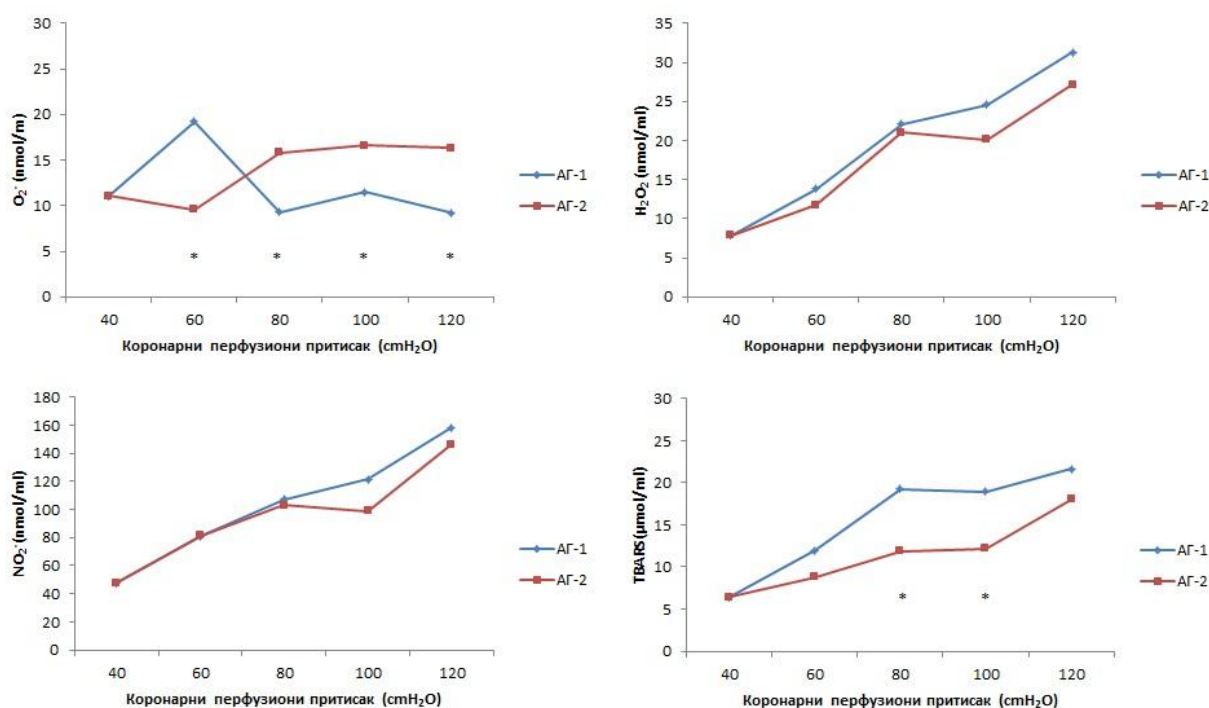 30
25
20
15
10
5
0
O₂⁻ (nmol/m)
* * * *
40 60 80 100 120
Коронарни перфузиони притисак (cmH₂O)
АГ-1
АГ-2
35
30
25
20
15
10
5
0
H₂O₂ (nmol/ml)
40 60 80 100 120
Коронарни перфузиони притисак (cmH₂O)
АГ-1
АГ-2
180
160
140
120
100
80
60
40
20
0
NO₂⁻ (nmol/ml)
40 60 80 100 120
Коронарни перфузиони притисак (cmH₂O)
АГ-1
АГ-2
30
25
20
15
10
5
0
TBARS (µmol/ml)
* *
40 60 80 100 120
Коронарни перфузиони притисак (cmH₂O)
АГ-1
АГ-2